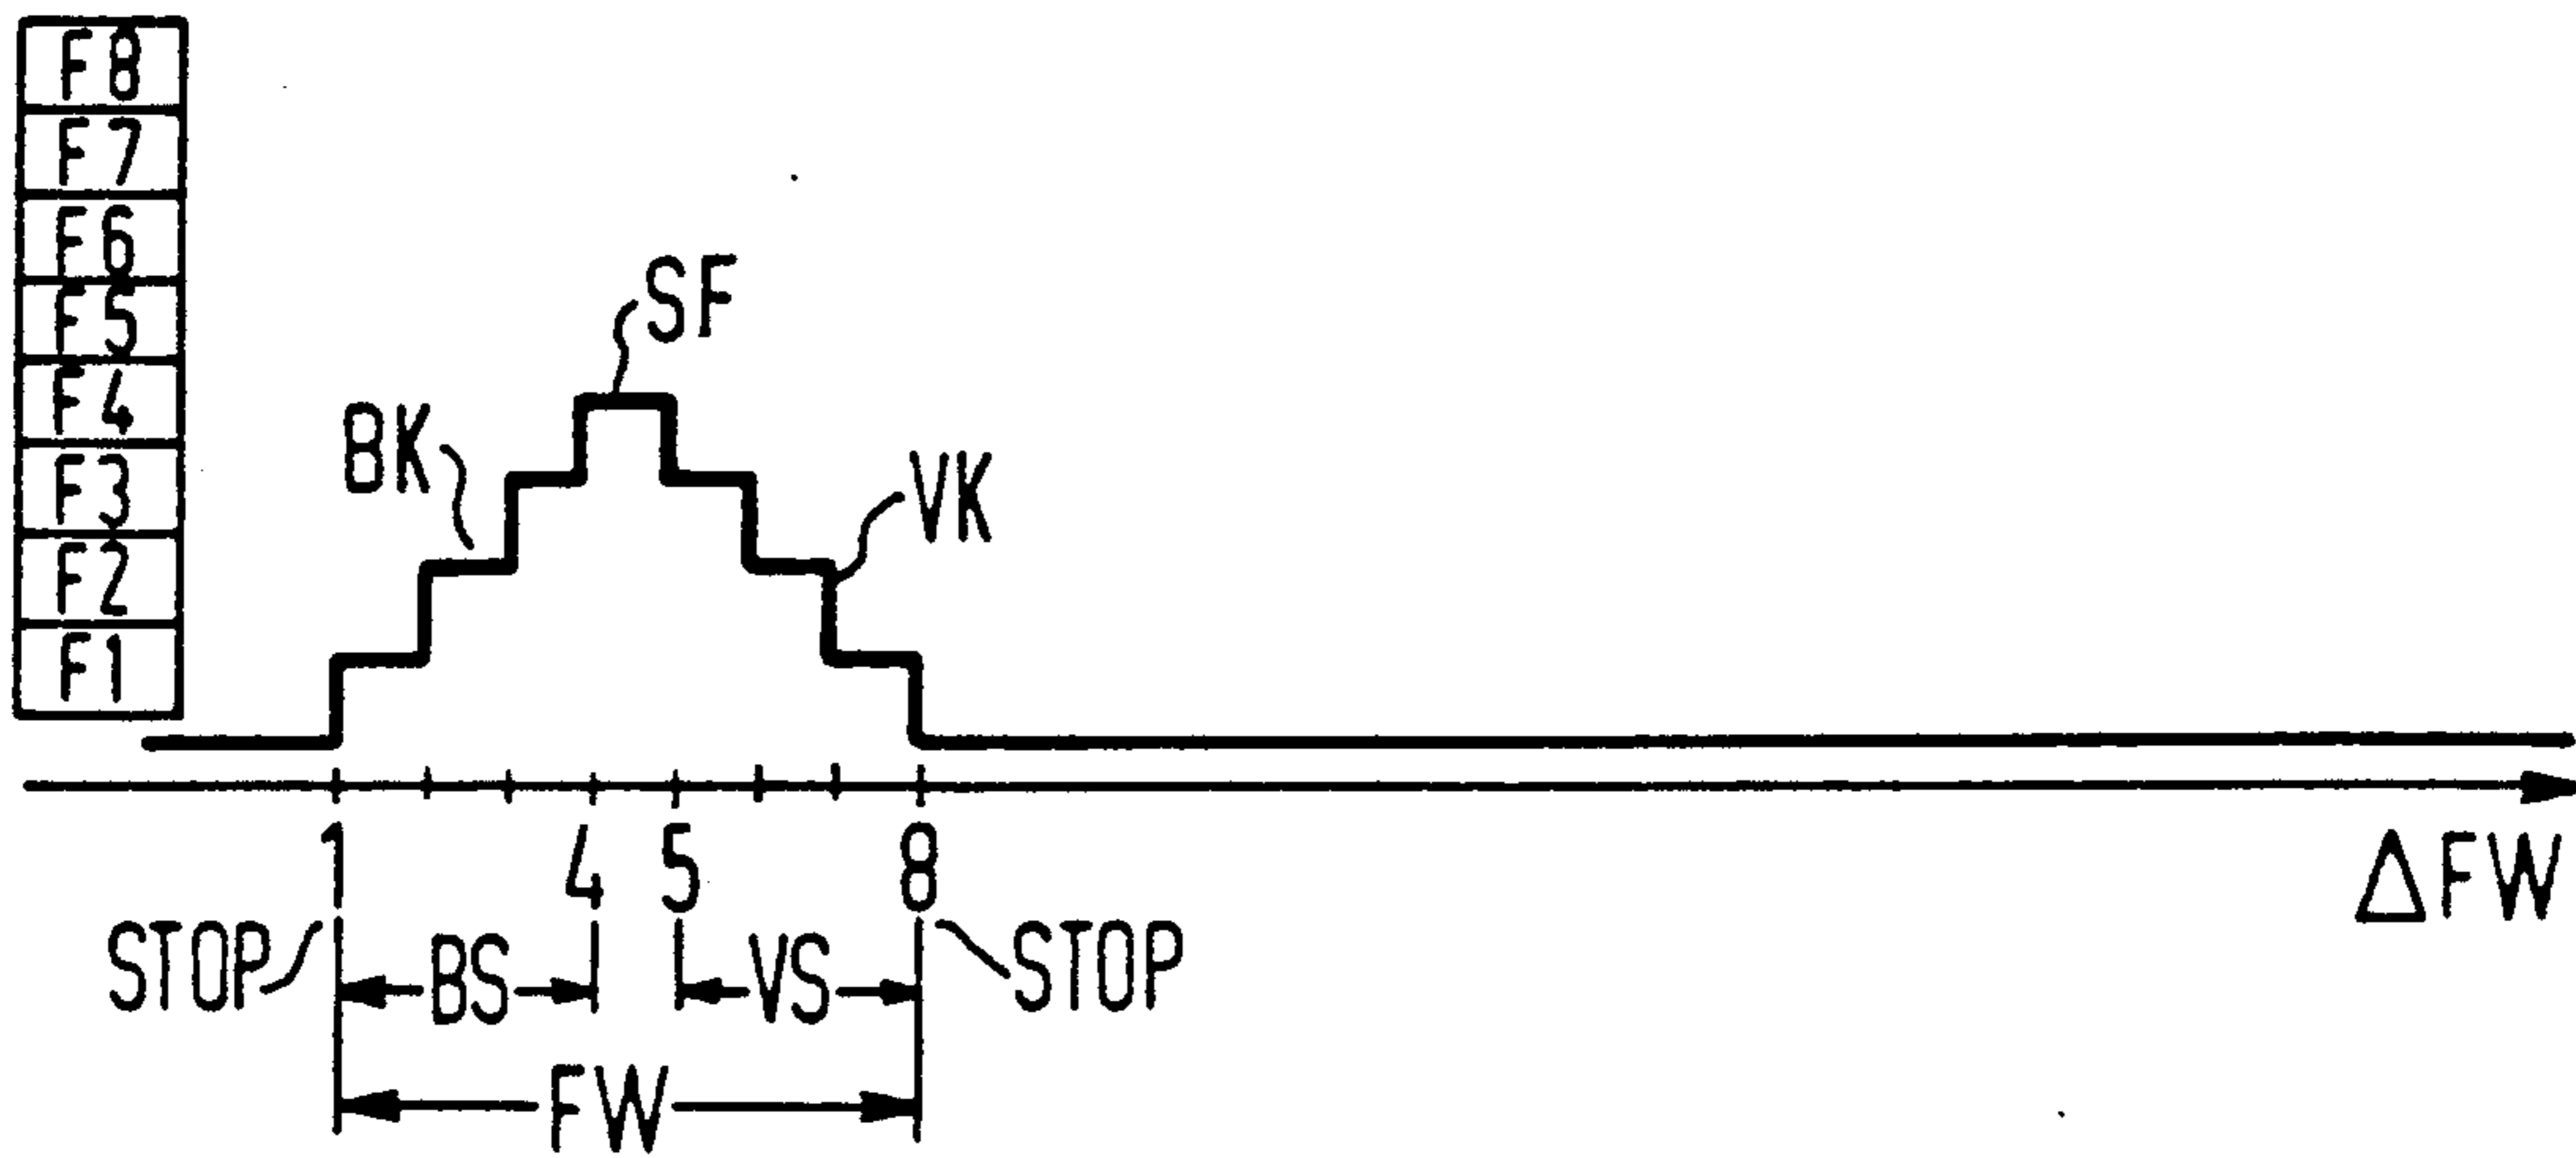 F8
F7
F6
F5
F4
F3
F2
F1
SF
BK
VK
1 4 5 8
ΔFW
STOP BS VS STOP
FW